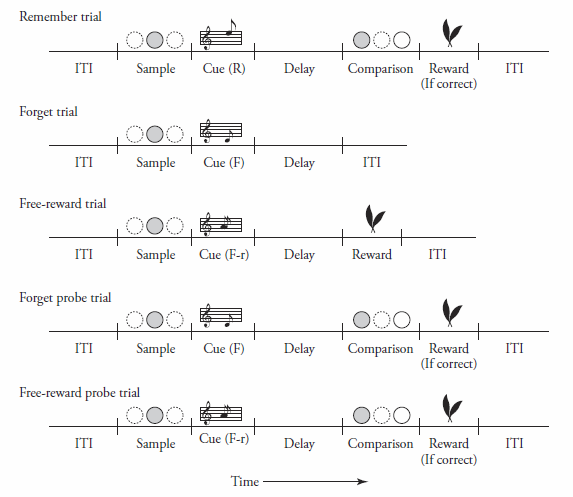 Remember trial
ITI Sample Cue (R) Delay Comparison Reward ITI
(If correct)
Forget trial
ITI Sample Cue (F) Delay ITI
Free-reward trial
ITI Sample Cue (F-r) Delay Reward ITI
Forget probe trial
ITI Sample Cue (F) Delay Comparison Reward ITI
(If correct)
Free-reward probe trial
ITI Sample Cue (F-r) Delay Comparison Reward ITI
(If correct)
Time